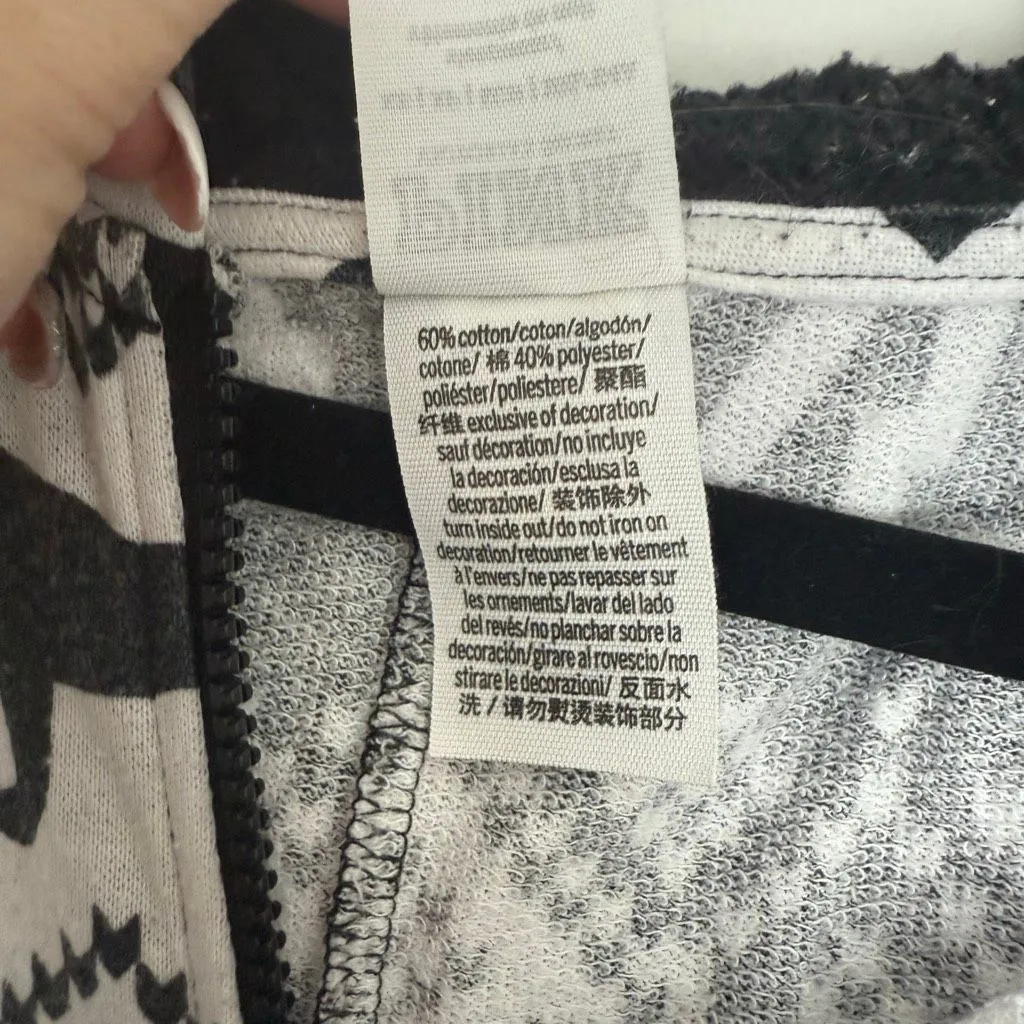 60% cotton/coton/algodón/
cotone/ 棉 40% polyester/
poliéster/poliestere/ 聚酯
纤维 exclusive of decoration/
sauf décoration/no incluye
la decoración/esclusa la
decorazione/ 装饰除外
turn inside out/do not iron on
decoration/retourner le vêtement
à l'envers/ne pas repasser sur
les ornements/lavar del lado
del revés/no planchar sobre la
decoración/girare al rovescio/non
stirare le decorazioni/ 反面水
洗 / 请勿熨烫装饰部分